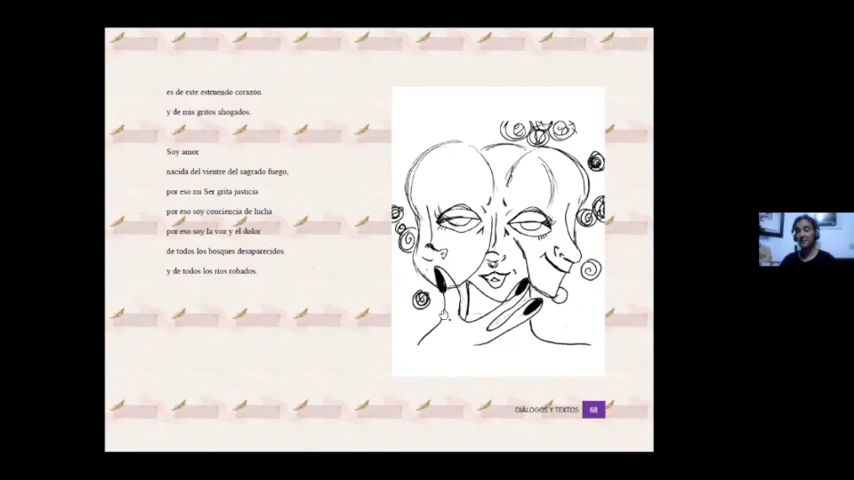 es de este estruendo corazón
y de mis gritos ahogados.
Soy amor
nacida del vientre del sagrado fuego,
por eso mi Ser grita justicia
por eso soy conciencia de lucha
por eso soy la voz y el dolor
de todos los bosques desaparecidos
y de todos los ríos robados.
DIÁLOGOS Y TEXTOS 68